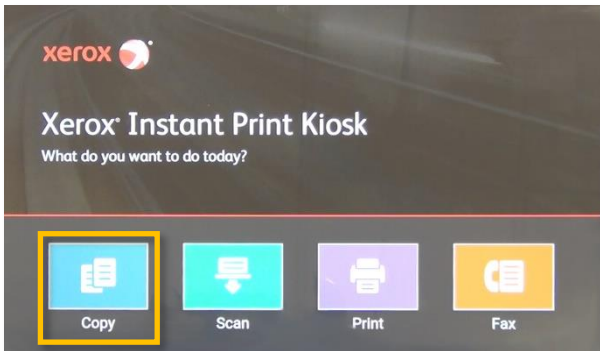 xerox
Xerox® Instant Print Kiosk
What do you want to do today?
Copy
Scan
Print
Fax